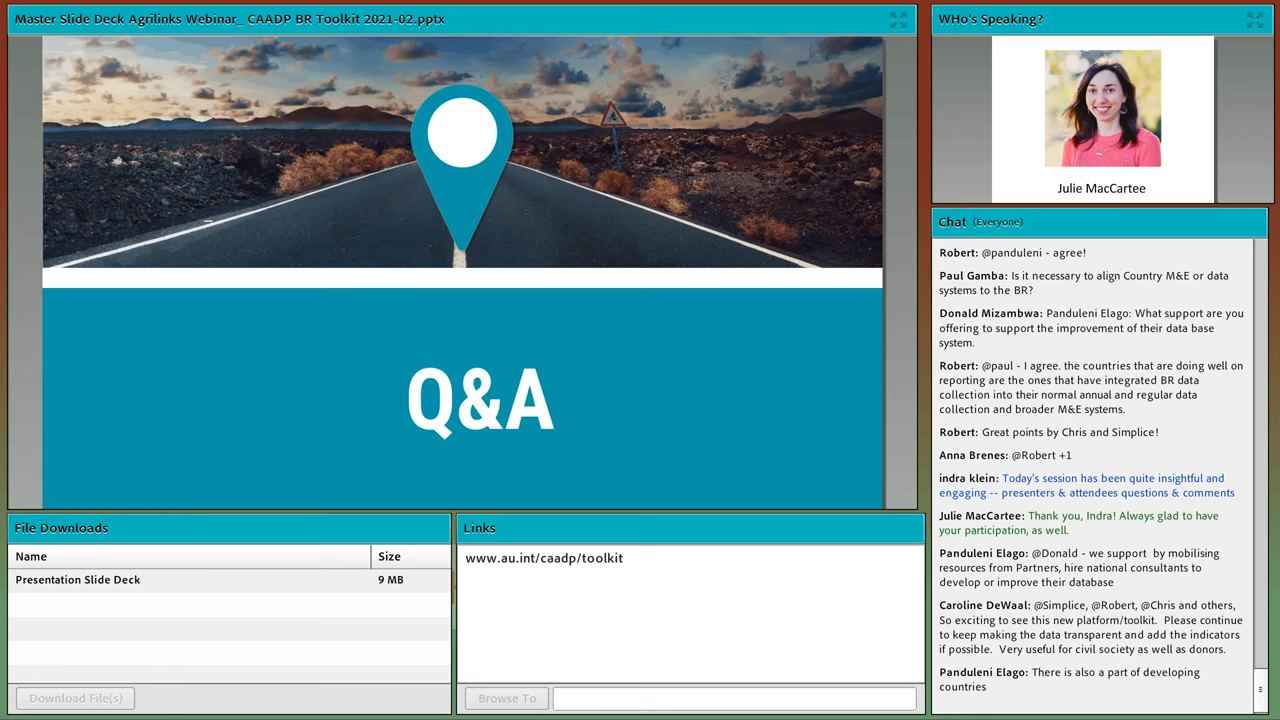 Master Slide Deck Agrilinks Webinar_ CAADP BR Toolkit 2021-02.pptx
Q&A
WHo's Speaking?
Julie MacCartee
Chat (Everyone)
Robert: @panduleni - agree!
Paul Gamba: Is it necessary to align Country M&E or data
systems to the BR?
Donald Mizambwa: Panduleni Elago: What support are you
offering to support the improvement of their data base
system.
Robert: @paul - I agree. the countries that are doing well on
reporting are the ones that have integrated BR data
collection into their normal annual and regular data
collection and broader M&E systems.
Robert: Great points by Chris and Simplice!
Anna Brenes: @Robert +1
indra klein: Today's session has been quite insightful and
engaging -- presenters & attendees questions & comments
Julie MacCartee: Thank you, Indra! Always glad to have
your participation, as well.
Panduleni Elago: @Donald - we support by mobilising
resources from Partners, hire national consultants to
develop or improve their database
Caroline DeWaal: @Simplice, @Robert, @Chris and others,
So exciting to see this new platform/toolkit. Please continue
to keep making the data transparent and add the indicators
if possible. Very useful for civil society as well as donors.
Panduleni Elago: There is also a part of developing
countries
File Downloads
Name Size
Presentation Slide Deck 9 MB
Download File(s)
Links
www.au.int/caadp/toolkit
Browse To